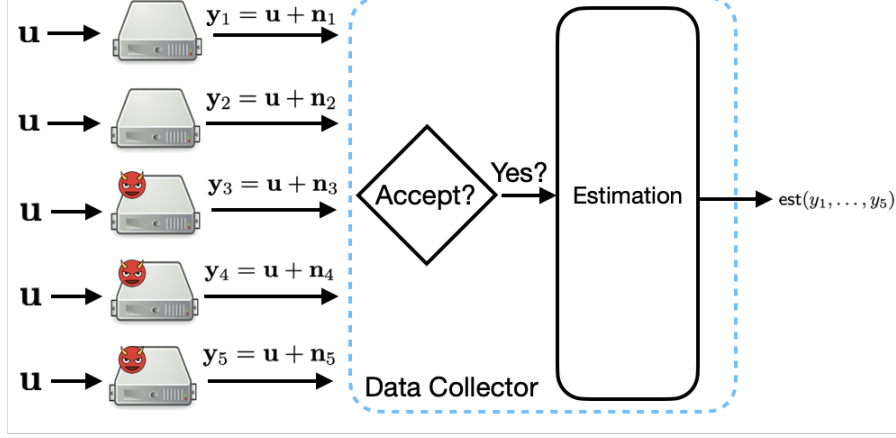 u
y₁ = u + n₁
u
y₂ = u + n₂
u
y₃ = u + n₃
u
y₄ = u + n₄
u
y₅ = u + n₅
Accept?
Yes?
Estimation
est(y₁, . . . , y₅)
Data Collector